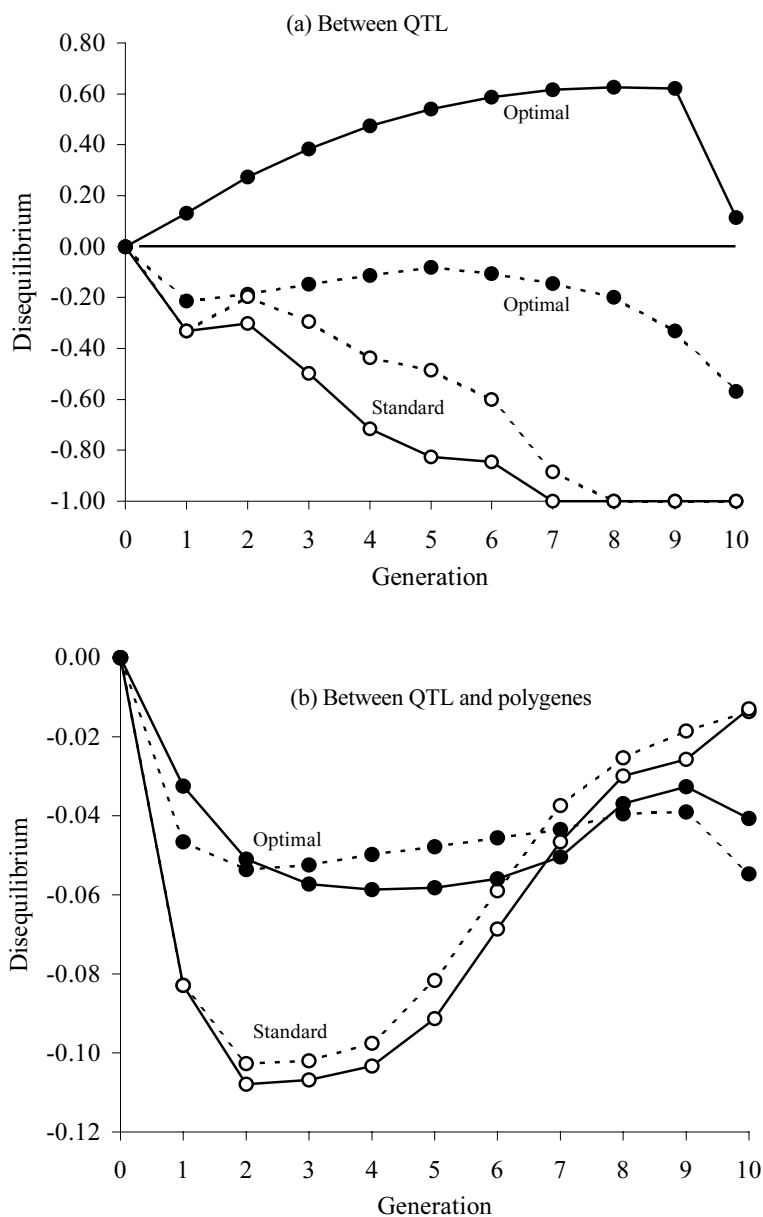 (a) Between QTL
0.80
0.60
0.40
0.20
0.00
-0.20
-0.40
-0.60
-0.80
-1.00
Disequilibrium
Optimal
Optimal
Standard
0 1 2 3 4 5 6 7 8 9 10
Generation
0.00
-0.02
-0.04
-0.06
-0.08
-0.10
-0.12
Disequilibrium
(b) Between QTL and polygenes
Optimal
Standard
0 1 2 3 4 5 6 7 8 9 10
Generation